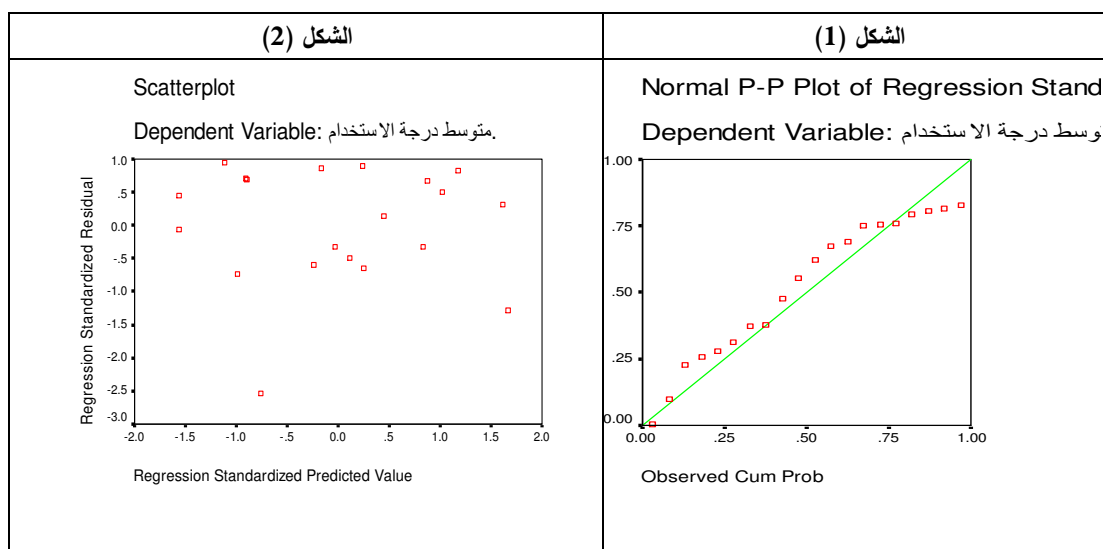 الشكل (1)
الشكل (2)
Normal P-P Plot of Regression Stand
Dependent Variable: توسط درجة الاستخدام
1.00
.75
.50
.25
0.00
0.00 .25 .50 .75 1.00
Observed Cum Prob
Scatterplot
Dependent Variable: متوسط درجة الاستخدام.
Regression Standardized Residual
1.0
.5
0.0
-.5
-1.0
-1.5
-2.0
-2.5
-3.0
-2.0 -1.5 -1.0 -.5 0.0 .5 1.0 1.5 2.0
Regression Standardized Predicted Value